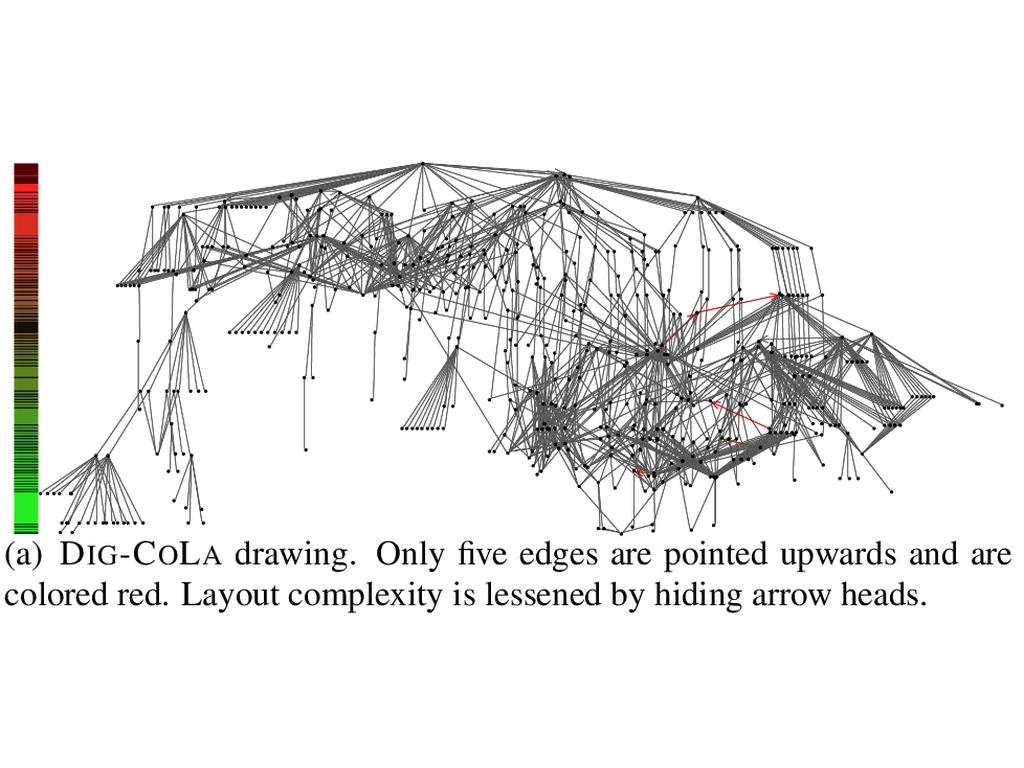 (a) DIG-COLA drawing. Only five edges are pointed upwards and are
colored red. Layout complexity is lessened by hiding arrow heads.